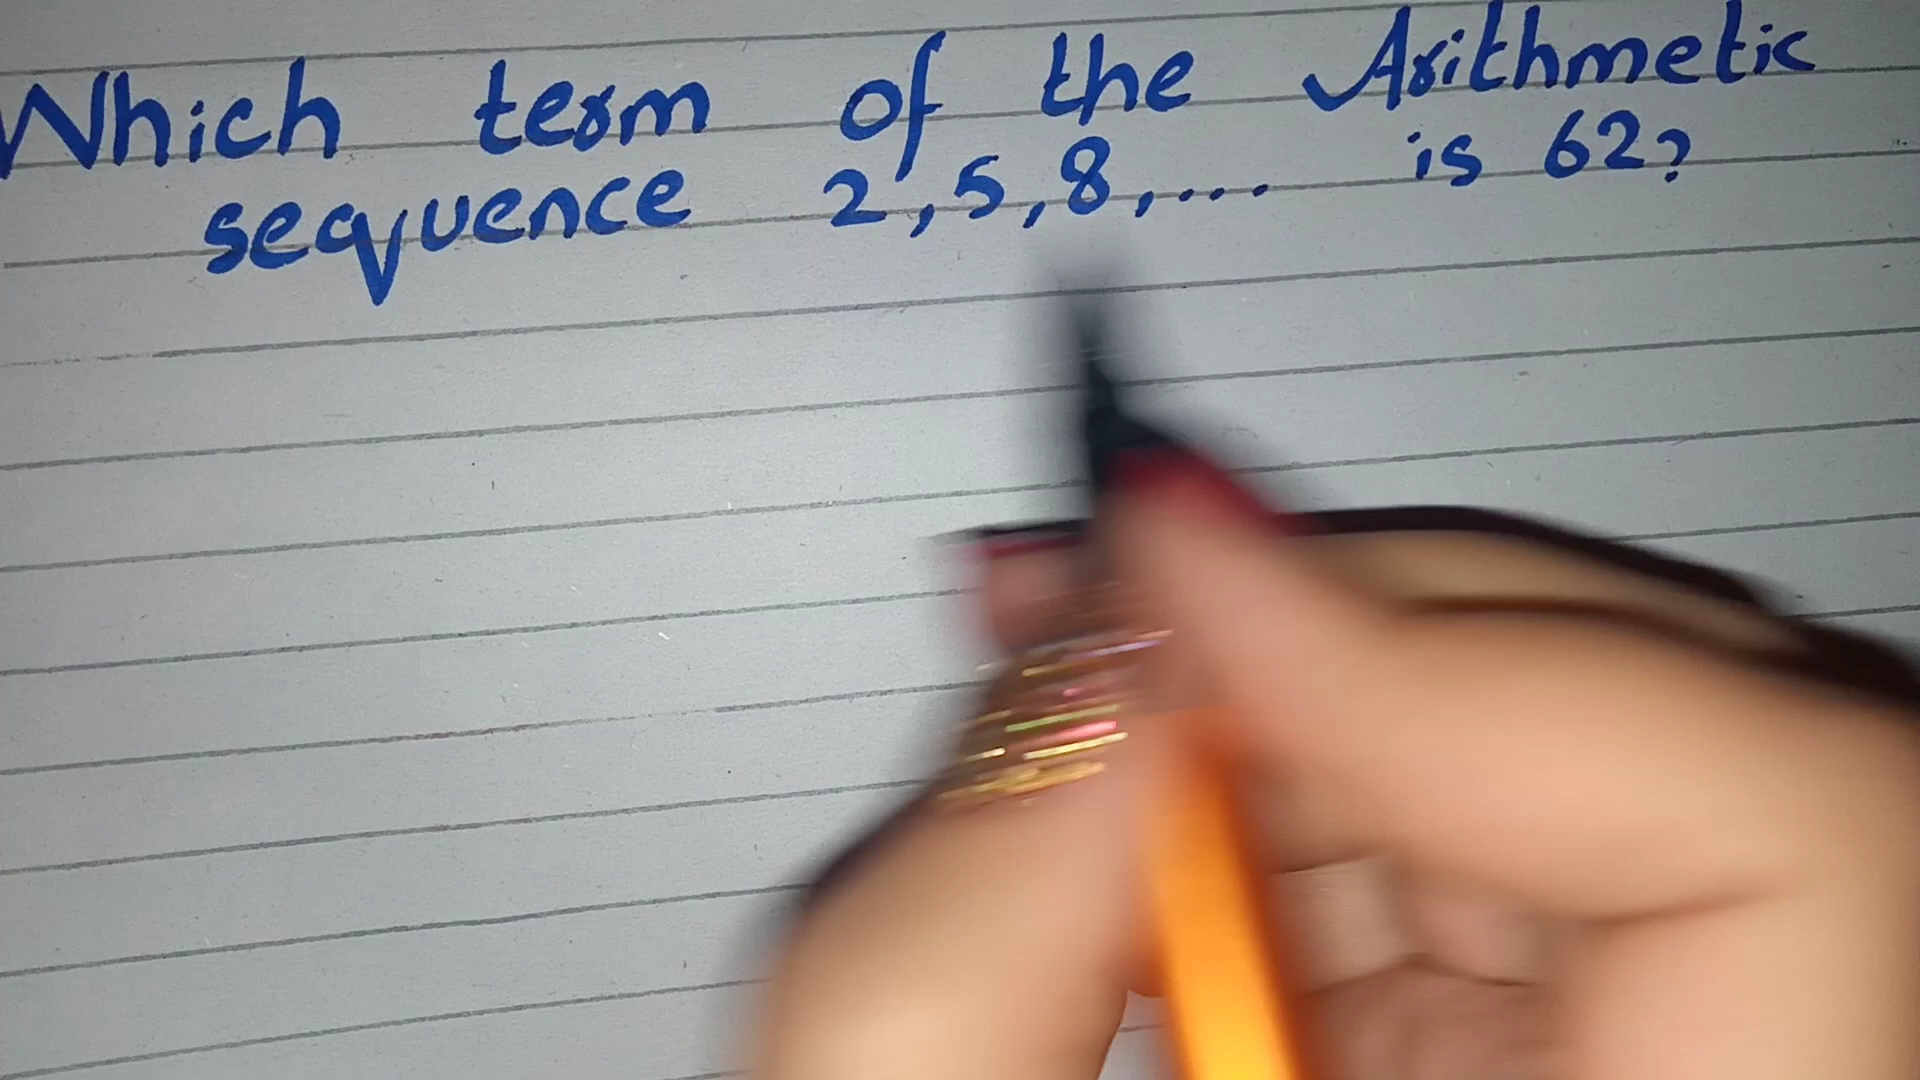 Which term of the Arithmetic
sequence 2,5,8,.... is 62?